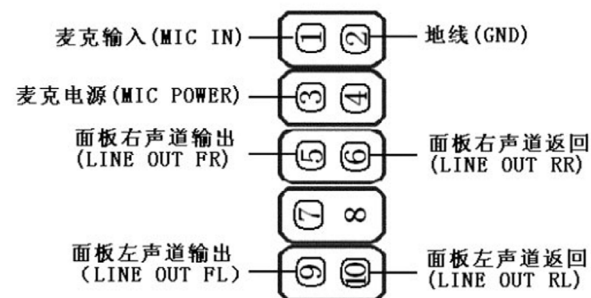 麦克输入(MIC IN) 1 2 地线(GND)
麦克电源(MIC POWER) 3 4
面板右声道输出
(LINE OUT FR)
5 6
面板右声道返回
(LINE OUT RR)
7 8
面板左声道输出
(LINE OUT FL)
9 10
面板左声道返回
(LINE OUT RL)